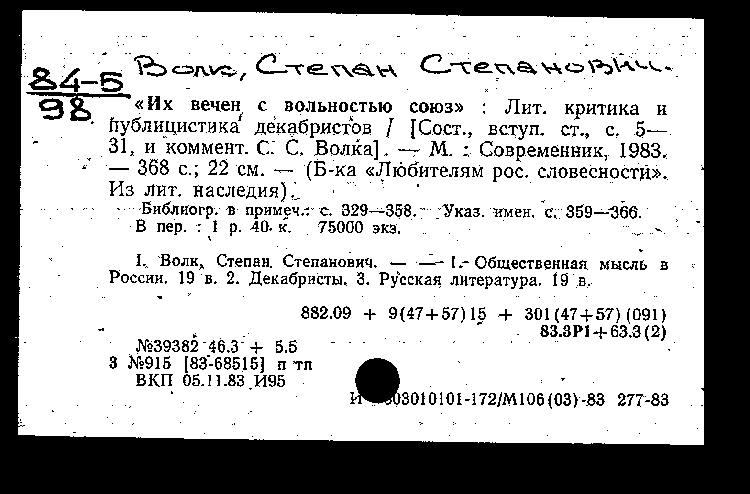 84-5
98
Волк, Степан Степанович.
«Их вечен с вольностью союз» : Лит. критика и
публицистика декабристов / [Сост., вступ. ст., с. 5—
31, и коммент. С. С. Волка]. — М. : Современник, 1983.
— 368 с.; 22 см. — (Б-ка «Любителям рос. словесности».
Из лит. наследия).
Библиогр. в примеч.: с. 329—358. Указ. имен. с. 359—366.
В пер. : 1 р. 40 к. 75000 экз.
I. Волк, Степан Степанович. — — 1. Общественная мысль в
России, 19 в. 2. Декабристы. 3. Русская литература. 19 в.
882.09 + 9(47+57)15 + 301(47+57)(091)
83.3Р1+63.3(2)
№39382 46.3 + 5.5
3 №915 [83-68515] п тп
ВКП 05.11.83 И95
И 03010101-172/М106(03)-83 277-83